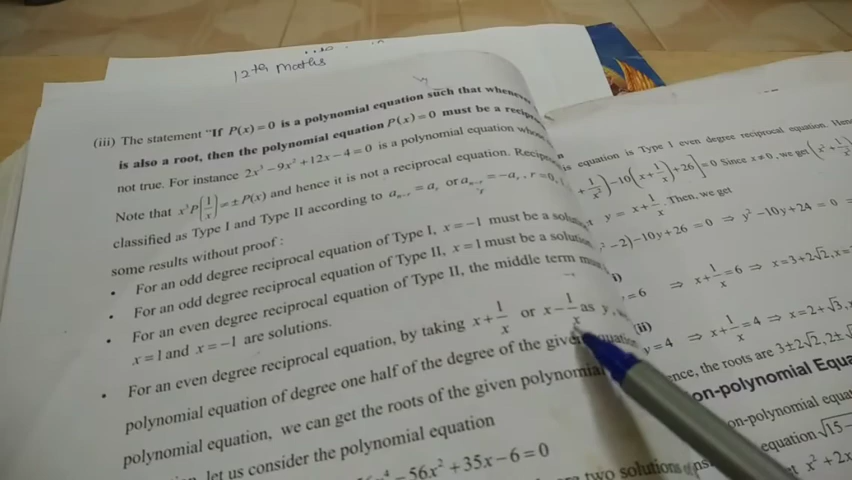 12th Maths
(iii) The statement "If P(x) = 0 is a polynomial equation such that whenever
is also a root, then the polynomial equation P(x) = 0 must be a
not true. For instance 2x³ − 9x² + 12x − 4 = 0 is a polynomial equation
Note that x³P(1/x) ≠ ± P(x) and hence it is not a reciprocal equation.
classified as Type I and Type II according to aₙ₋ᵣ = aᵣ or aₙ₋ᵣ = −aᵣ, r = 0,
some results without proof :
• For an odd degree reciprocal equation of Type I, x = −1 must be a
• For an odd degree reciprocal equation of Type II, x = 1 must be a
• For an even degree reciprocal equation of Type II, the middle term
x = 1 and x = −1 are solutions.
• For an even degree reciprocal equation, by taking x + 1/x or x − 1/x as y,
polynomial equation of degree one half of the degree of the given
polynomial equation, we can get the roots of the given polynomial
let us consider the polynomial equation
−56x² + 35x − 6 = 0
two solutions
equation is Type I even degree reciprocal equation.
−10(x + 1/x) + 26] = 0 Since x ≠ 0, we get
y = x + 1/x. Then, we get
−2) −10y + 26 = 0 ⇒ y² −10y + 24 = 0
y = 6 ⇒ x + 1/x = 6 ⇒ x = 3 + 2√2,
(ii)
y = 4 ⇒ x + 1/x = 4 ⇒ x = 2 + √3,
the roots are 3 ± 2√2, 2 ±
on-polynomial
on-polynomial equation
equation √15 −
x² + 2x